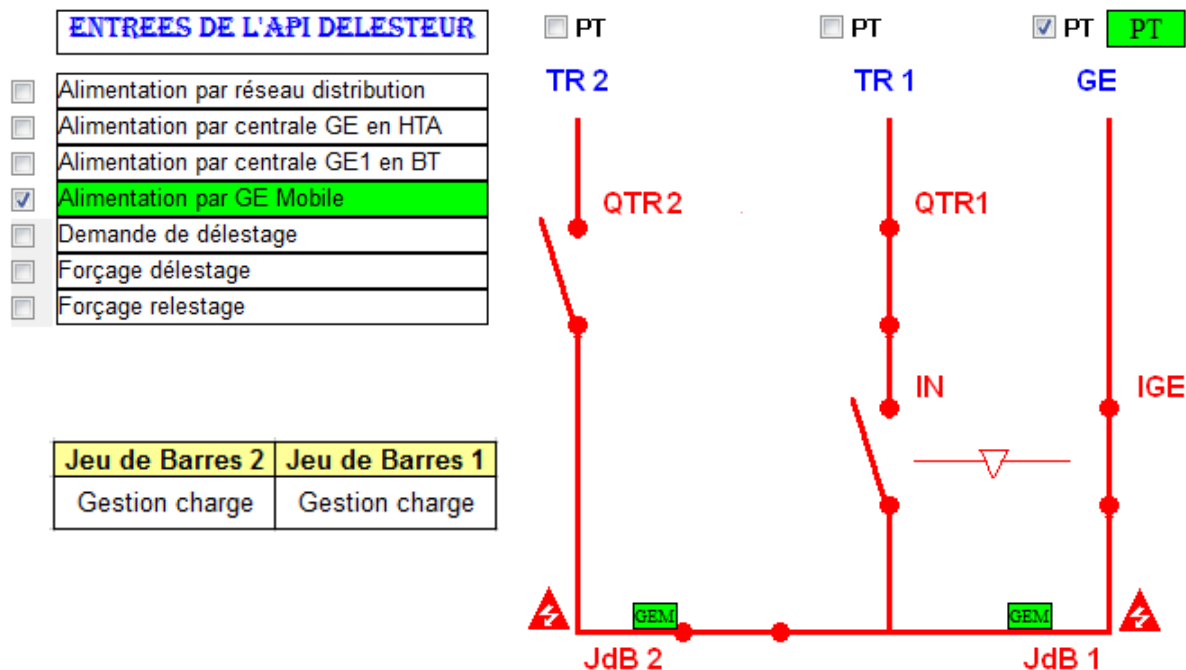 ENTREES DE L'API DELESTEUR
Alimentation par réseau distribution
Alimentation par centrale GE en HTA
Alimentation par centrale GE1 en BT
Alimentation par GE Mobile
Demande de délestage
Forçage délestage
Forçage relestage
Jeu de Barres 2 Jeu de Barres 1
Gestion charge Gestion charge
PT PT PT PT
TR 2 TR 1 GE
QTR2 QTR1
IN IGE
GEM GEM
JdB 2 JdB 1